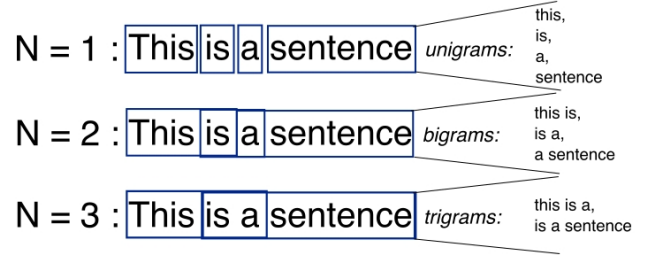 N = 1 : This is a sentence unigrams:
this,
is,
a,
sentence
N = 2 : This is a sentence bigrams:
this is,
is a,
a sentence
N = 3 : This is a sentence trigrams:
this is a,
is a sentence